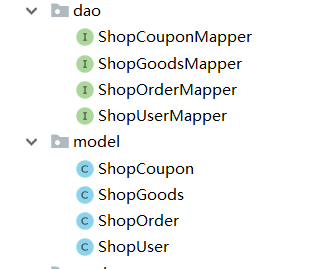 dao
I ShopCouponMapper
I ShopGoodsMapper
I ShopOrderMapper
I ShopUserMapper
model
C ShopCoupon
C ShopGoods
C ShopOrder
C ShopUser